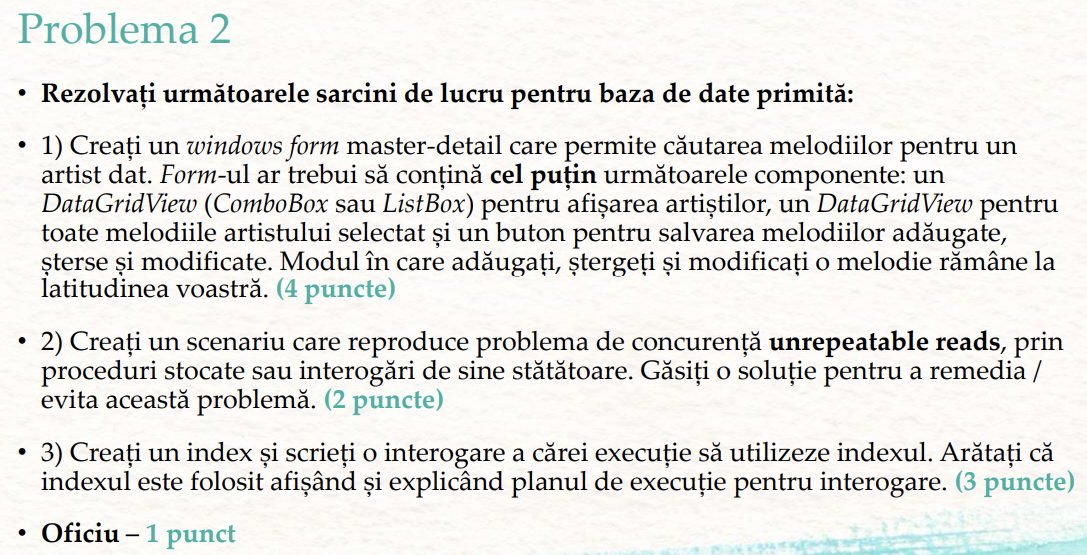 Problema 2
• Rezolvați următoarele sarcini de lucru pentru baza de date primită:
• 1) Creați un windows form master-detail care permite căutarea melodiilor pentru un
artist dat. Form-ul ar trebui să conțină cel puțin următoarele componente: un
DataGridView (ComboBox sau ListBox) pentru afișarea artiștilor, un DataGridView pentru
toate melodiile artistului selectat și un buton pentru salvarea melodiilor adăugate,
șterse și modificate. Modul în care adăugați, ștergeți și modificați o melodie rămâne la
latitudinea voastră. (4 puncte)
• 2) Creați un scenariu care reproduce problema de concurență unrepeatable reads, prin
proceduri stocate sau interogări de sine stătătoare. Găsiți o soluție pentru a remedia /
evita această problemă. (2 puncte)
• 3) Creați un index și scrieți o interogare a cărei execuție să utilizeze indexul. Arătați că
indexul este folosit afișând și explicând planul de execuție pentru interogare. (3 puncte)
• Oficiu – 1 punct